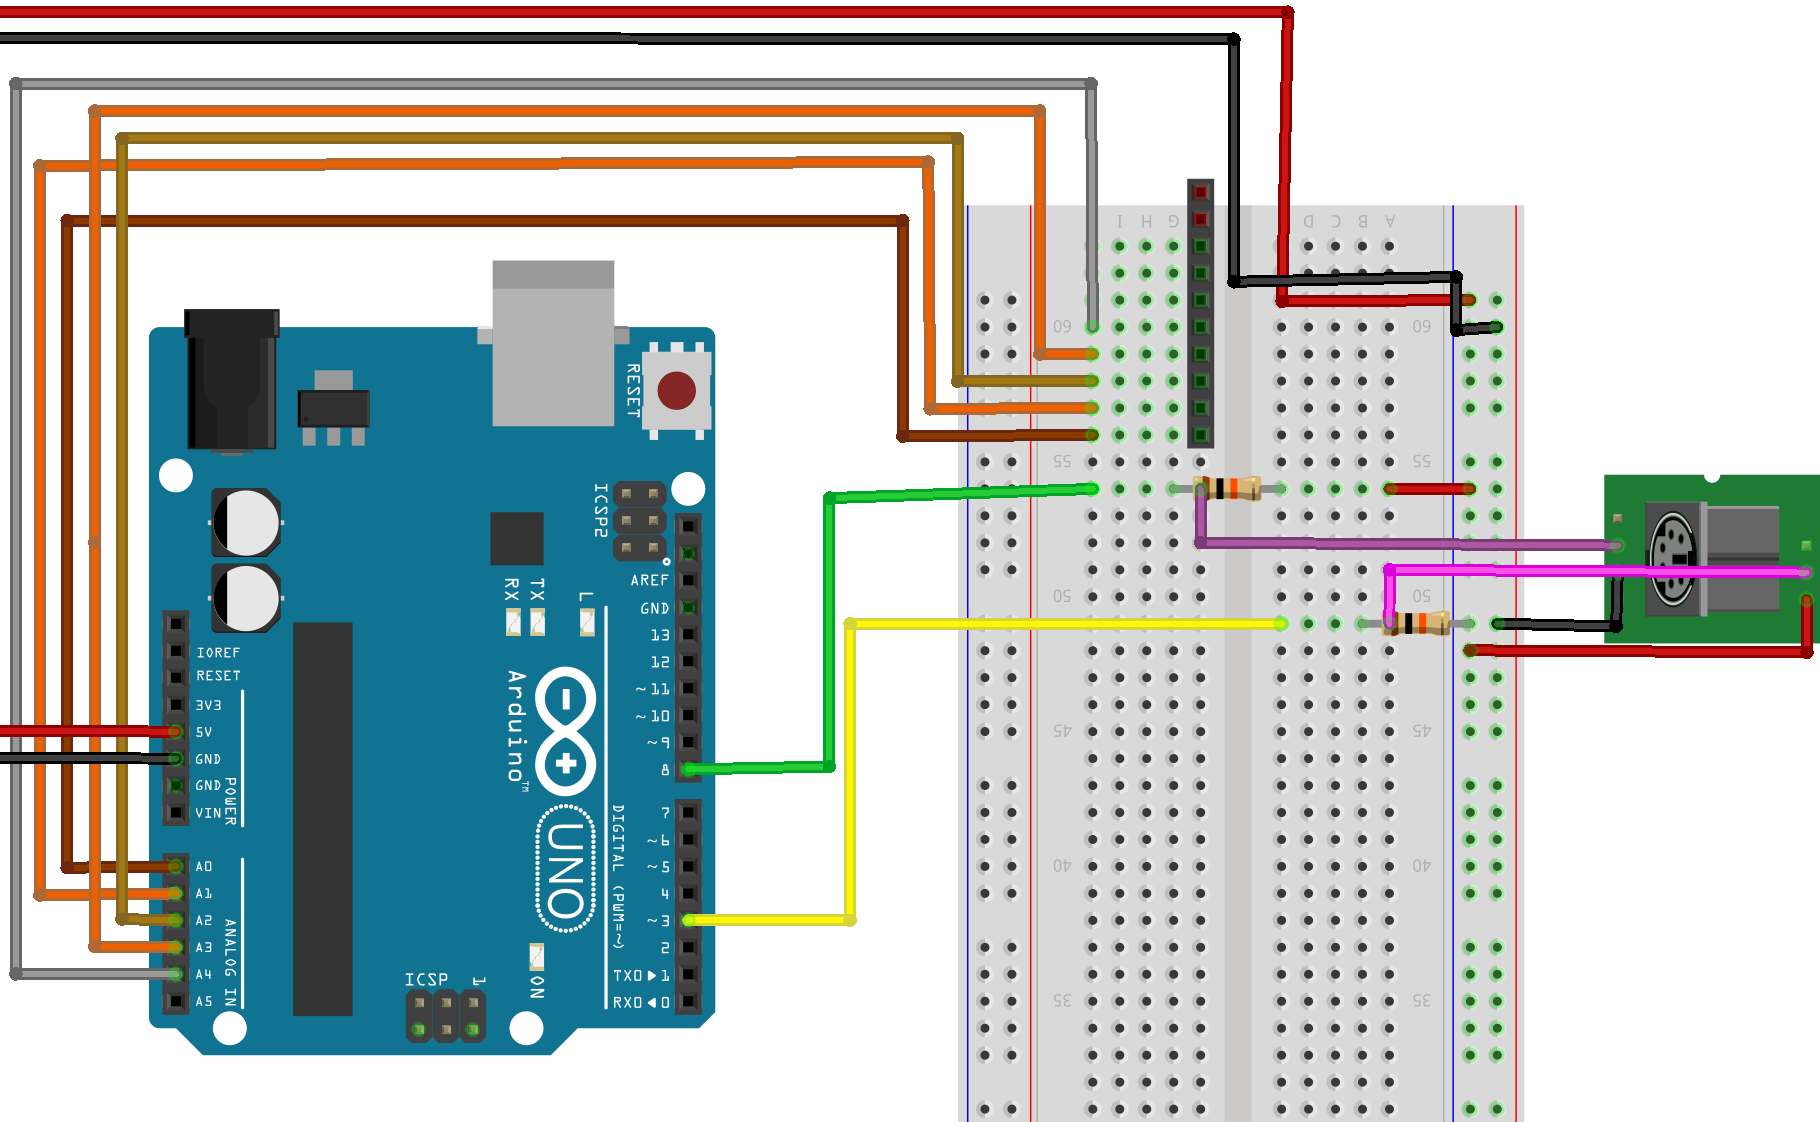 I H G
D C B A
60
60
55
55
50
50
45
45
40
40
35
35
RESET
ICSP2
AREF
GND
13
12
~11
~10
~9
8
7
~6
~5
4
~3
2
TX0▶1
RX0◀0
RX
TX
L
IOREF
RESET
3V3
5V
GND
GND
VIN
POWER
A0
A1
A2
A3
A4
A5
ANALOG IN
Arduino™
UNO
DIGITAL (PWM=~)
ICSP
1
ON